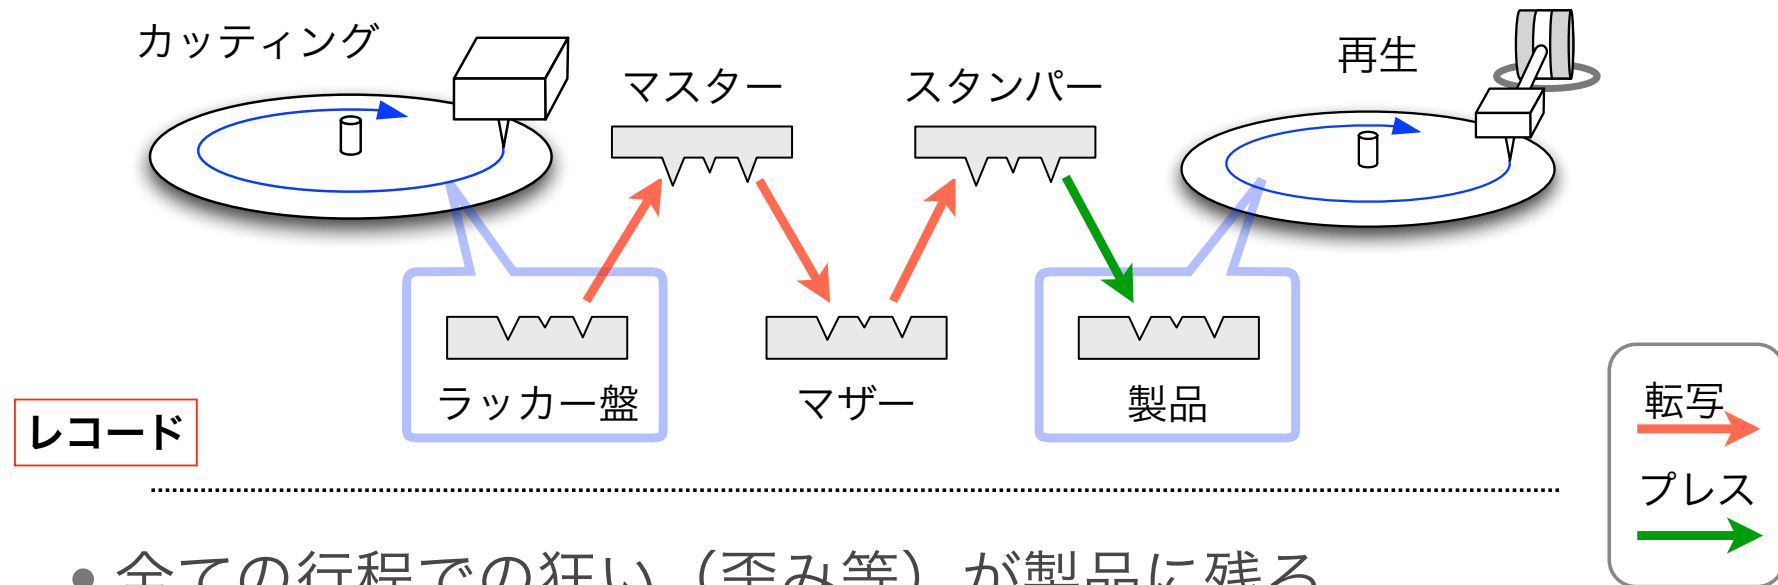 カッティング
マスター
スタンパー
再生
ラッカー盤
マザー
製品
レコード
転写
プレス
• 全ての行程での狂い（歪み等）が製品に残る